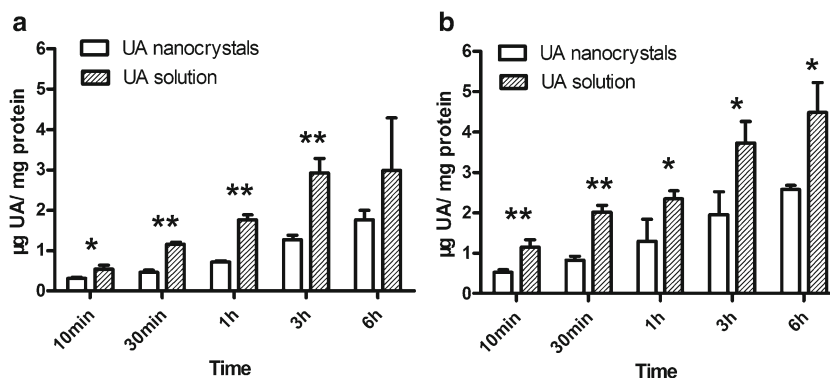 a
UA nanocrystals
UA solution
µg UA/ mg protein
6
5
4
3
2
1
0
*
**
**
**
10min
30min
1h
3h
6h
Time
b
UA nanocrystals
UA solution
µg UA/ mg protein
6
5
4
3
2
1
0
**
**
*
*
*
10min
30min
1h
3h
6h
Time